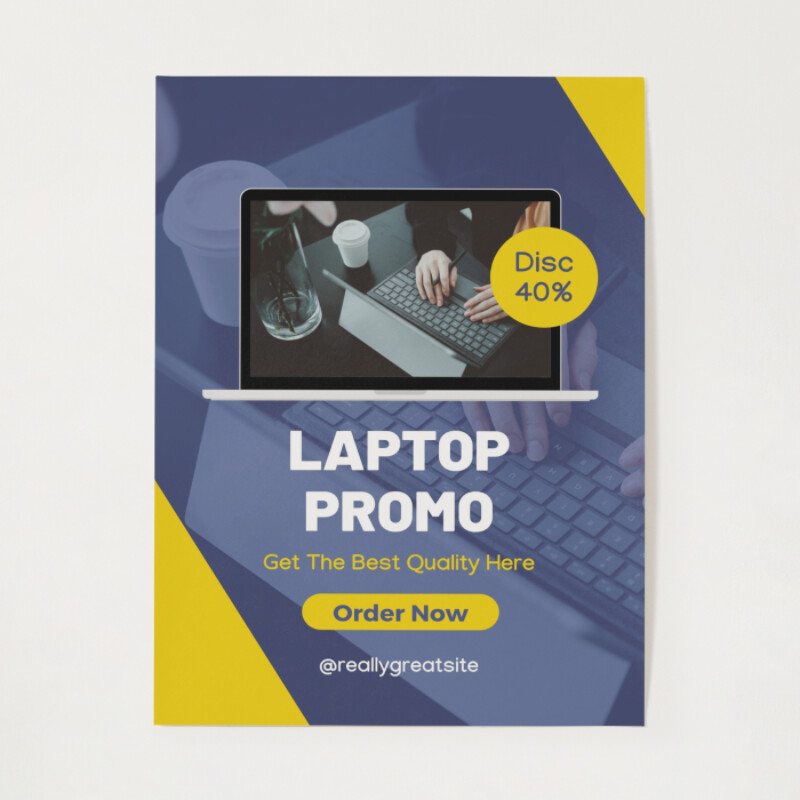 Disc
40%
LAPTOP
PROMO
Get The Best Quality Here
Order Now
@reallygreatsite